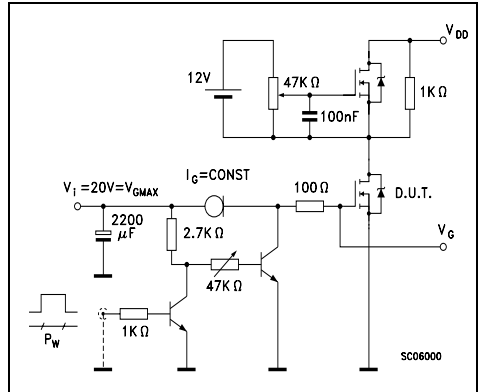 V_DD
12V
47K Ω
1K Ω
100nF
I_G=CONST
V_i =20V=V_GMAX
100Ω
D.U.T.
2200
μF
2.7K Ω
V_G
47K Ω
1K Ω
P_W
SC06000